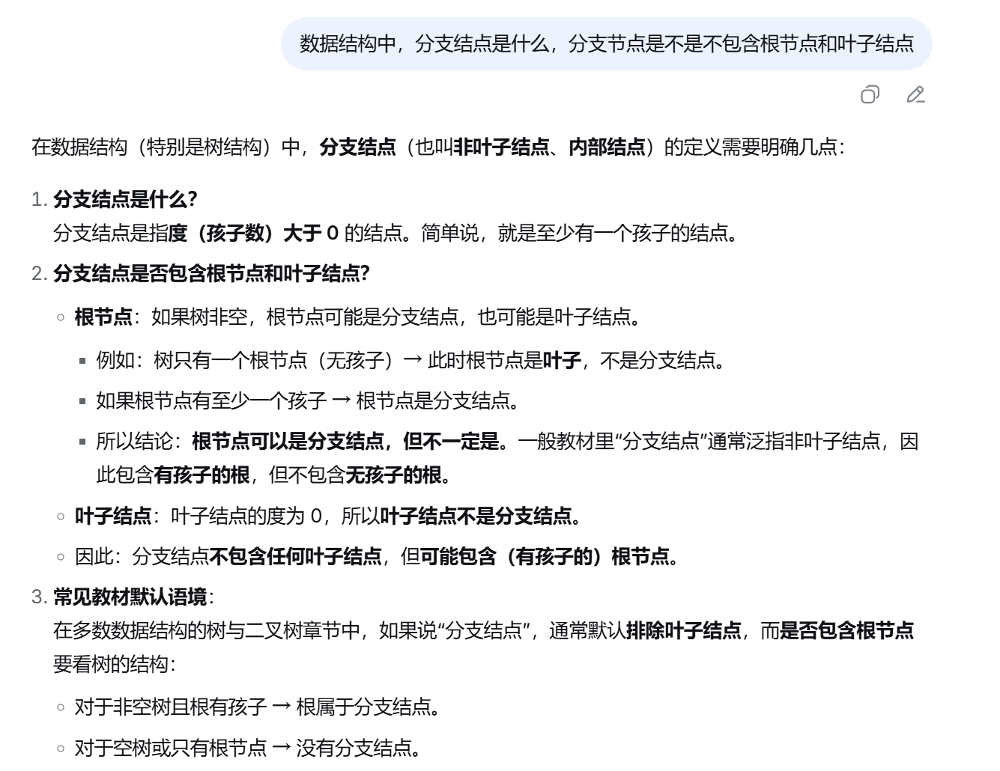 数据结构中，分支结点是什么，分支节点是不是不包含根节点和叶子结点
在数据结构（特别是树结构）中，分支结点（也叫非叶子结点、内部结点）的定义需要明确几点：
1. 分支结点是什么？
分支结点是指度（孩子数）大于 0 的结点。简单说，就是至少有一个孩子的结点。
2. 分支结点是否包含根节点和叶子结点？
◦ 根节点：如果树非空，根节点可能是分支结点，也可能是叶子结点。
▪ 例如：树只有一个根节点（无孩子）→ 此时根节点是叶子，不是分支结点。
▪ 如果根节点有至少一个孩子 → 根节点是分支结点。
▪ 所以结论：根节点可以是分支结点，但不一定是。一般教材里“分支结点”通常泛指非叶子结点，因
此包含有孩子的根，但不包含无孩子的根。
◦ 叶子结点：叶子结点的度为 0，所以叶子结点不是分支结点。
◦ 因此：分支结点不包含任何叶子结点，但可能包含（有孩子的）根节点。
3. 常见教材默认语境：
在多数数据结构的树与二叉树章节中，如果说“分支结点”，通常默认排除叶子结点，而是否包含根节点
要看树的结构：
◦ 对于非空树且根有孩子 → 根属于分支结点。
◦ 对于空树或只有根节点 → 没有分支结点。